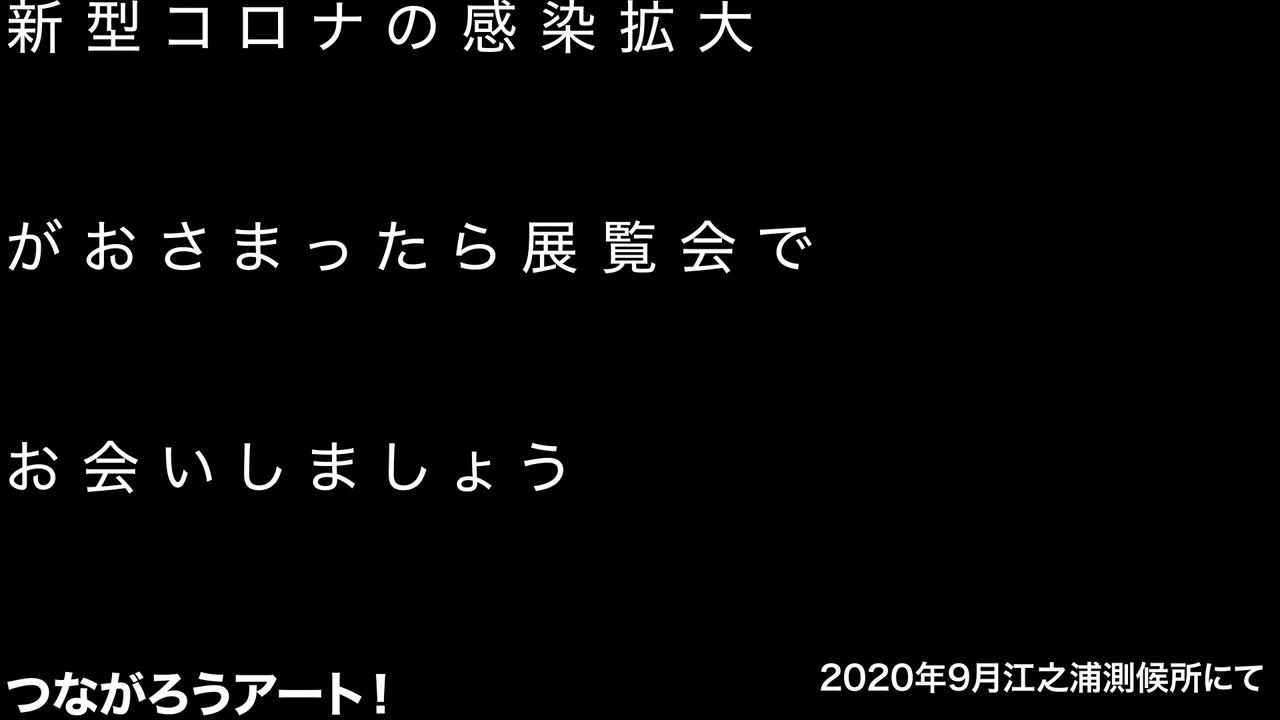 新型コロナの感染拡大
がおさまったら展覧会で
お会いしましょう
つながろうアート！
2020年9月江之浦測候所にて